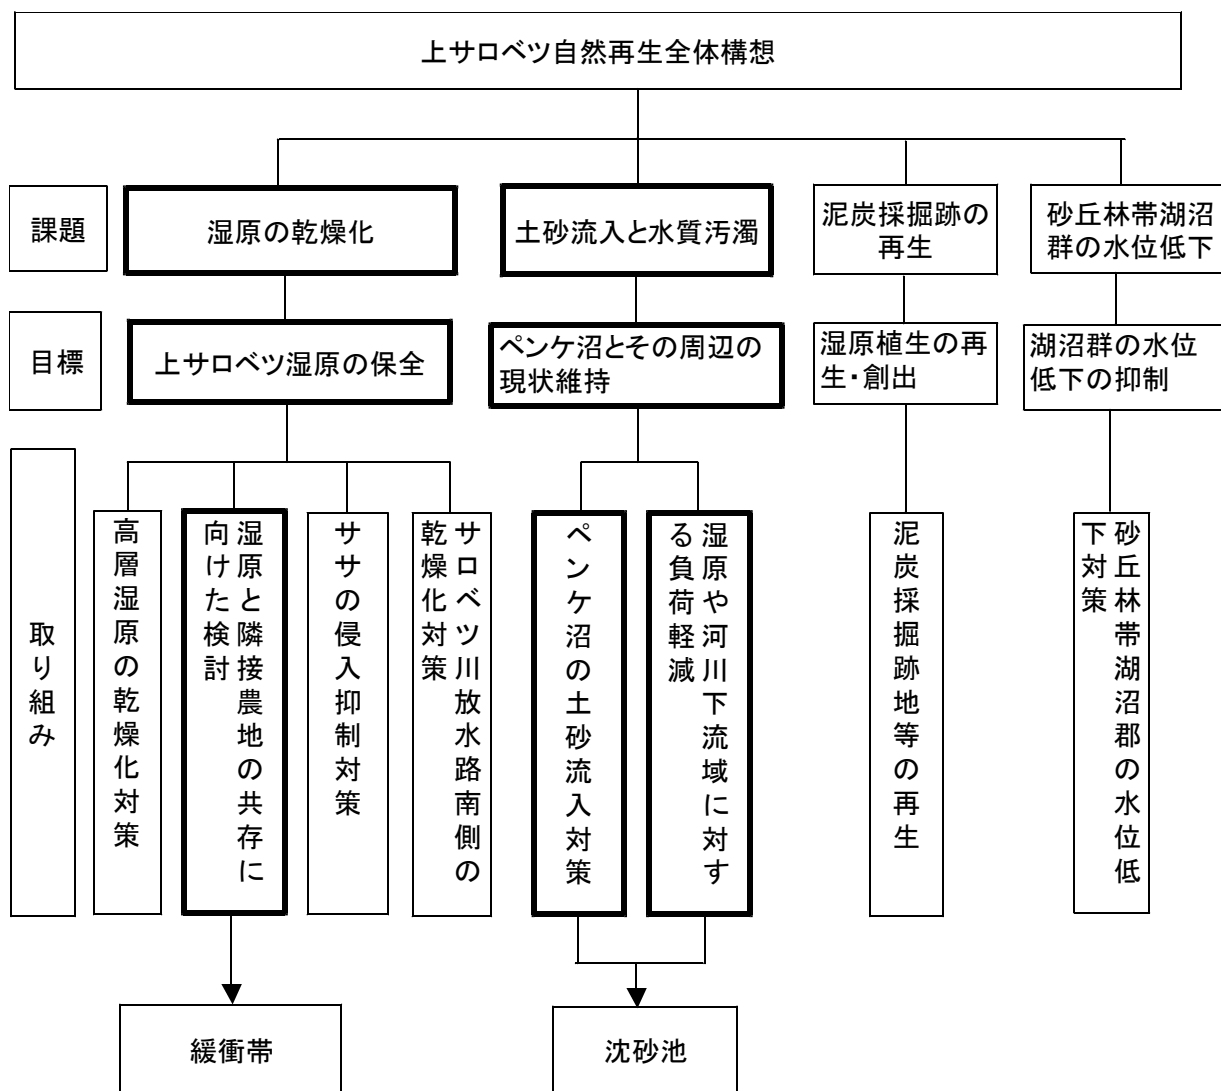 上サロベツ自然再生全体構想
課題
湿原の乾燥化
土砂流入と水質汚濁
泥炭採掘跡の
再生
砂丘林帯湖沼
群の水位低下
目標
上サロベツ湿原の保全
ペンケ沼とその周辺の
現状維持
湿原植生の再
生・創出
湖沼群の水位
低下の抑制
取り組み
高層湿原の乾燥化対策
湿原と隣接農地の共存に
向けた検討
ササの侵入抑制対策
サロベツ川放水路南側の
乾燥化対策
ペンケ沼の土砂流入対策
湿原や河川下流域に対す
る負荷軽減
泥炭採掘跡地等の再生
砂丘林帯湖沼郡の水位低
下対策
緩衝帯
沈砂池